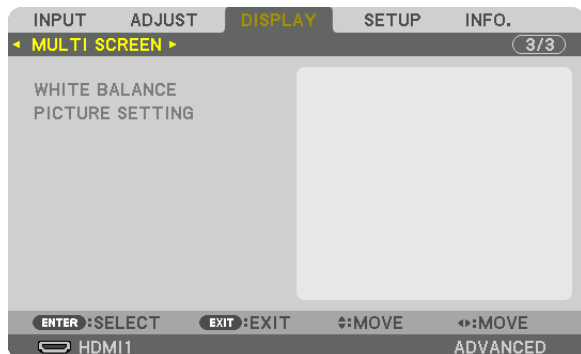 INPUT ADJUST DISPLAY SETUP INFO.
◂ MULTI SCREEN ▸ 3/3
WHITE BALANCE
PICTURE SETTING
ENTER:SELECT EXIT:EXIT ⬍:MOVE ⬌:MOVE
HDMI1 ADVANCED